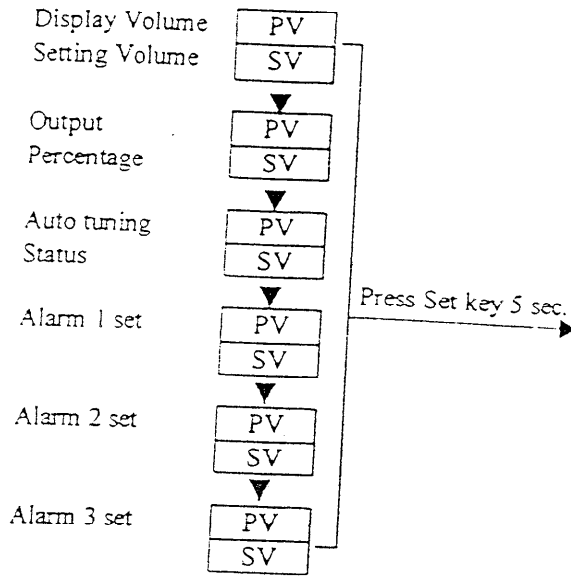 Display Volume PV
Setting Volume SV
Output PV
Percentage SV
Auto tuning PV
Status SV
Press Set key 5 sec.
Alarm 1 set PV
SV
Alarm 2 set PV
SV
Alarm 3 set PV
SV